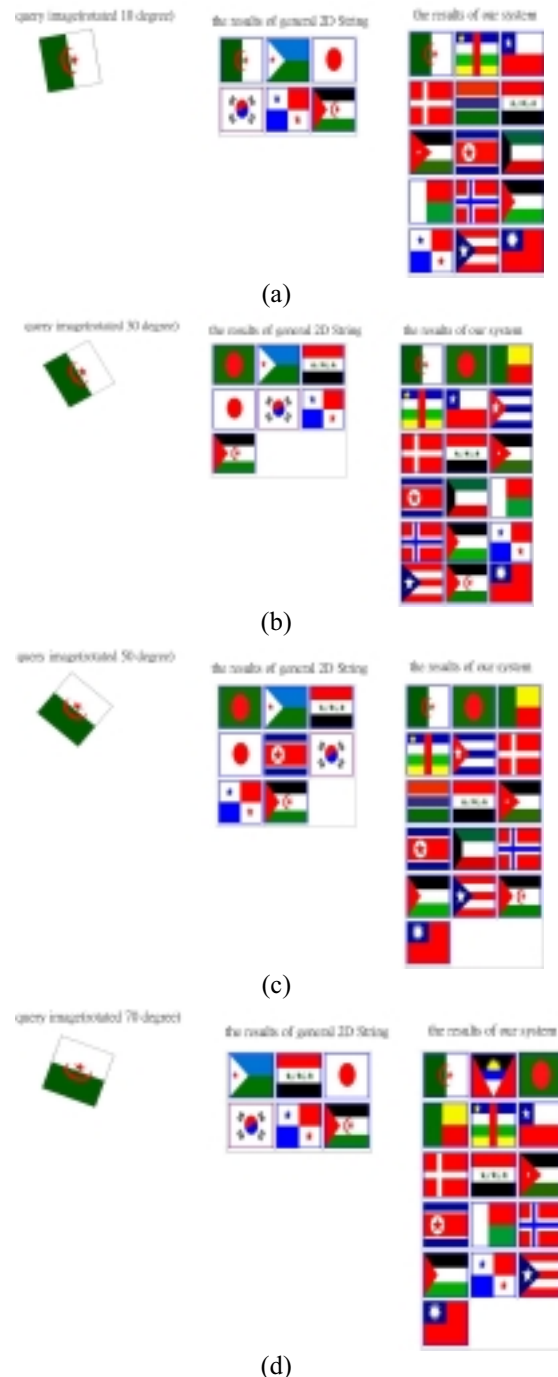 query image(rotated 10 degree)
the results of general 2D String
the results of our system
(a)
query image(rotated 30 degree)
the results of general 2D String
the results of our system
(b)
query image(rotated 50 degree)
the results of general 2D String
the results of our system
(c)
query image(rotated 70 degree)
the results of general 2D String
the results of our system
(d)